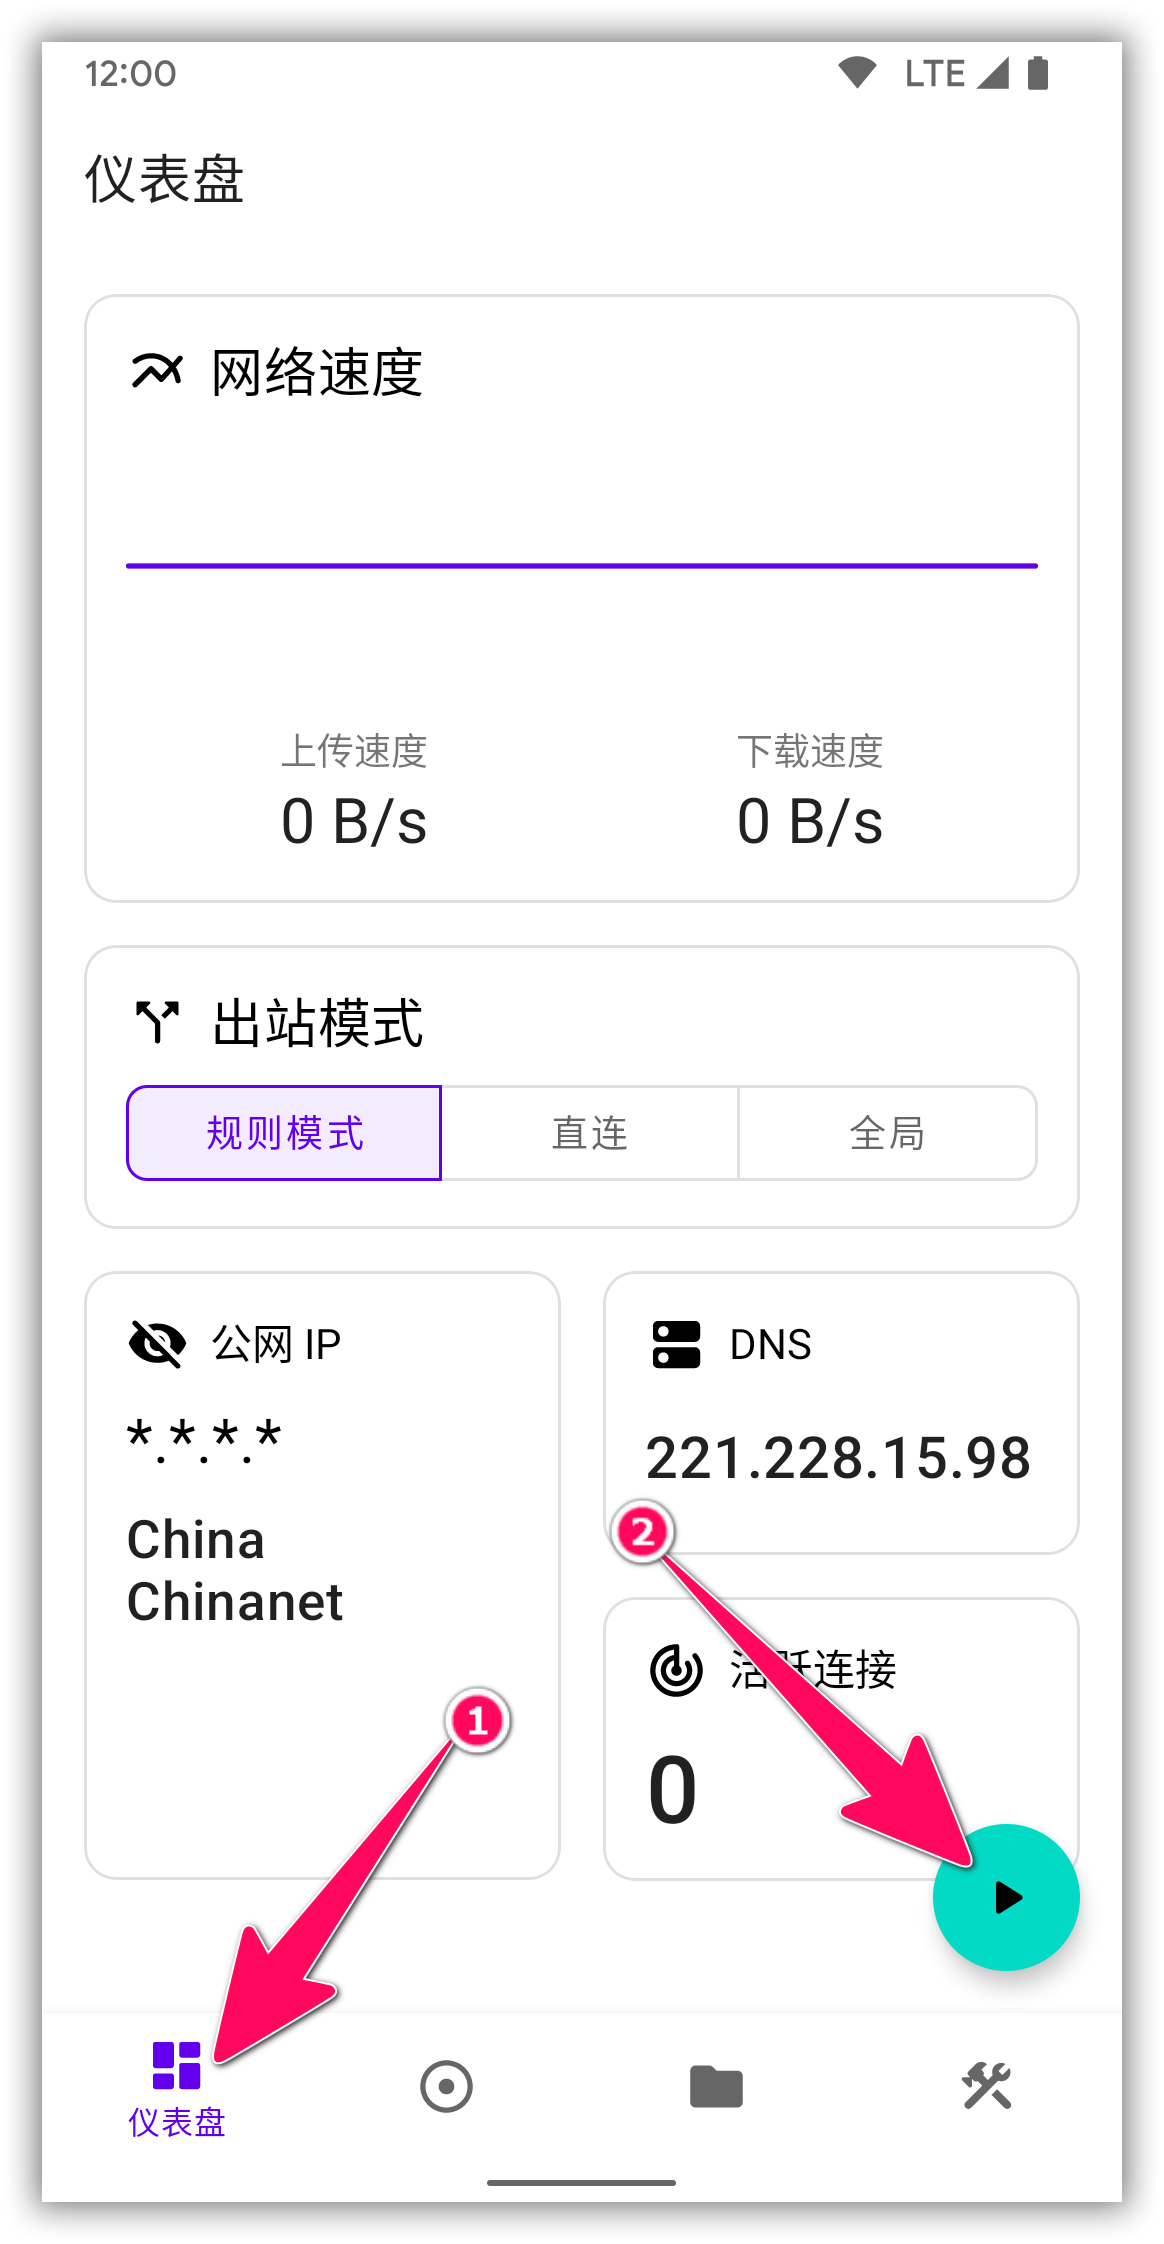 12:00
LTE
仪表盘
网络速度
上传速度
下载速度
0 B/s
0 B/s
出站模式
规则模式
直连
全局
公网 IP
*.*.*.*
China
Chinanet
DNS
221.228.15.98
2
活跃连接
0
1
仪表盘